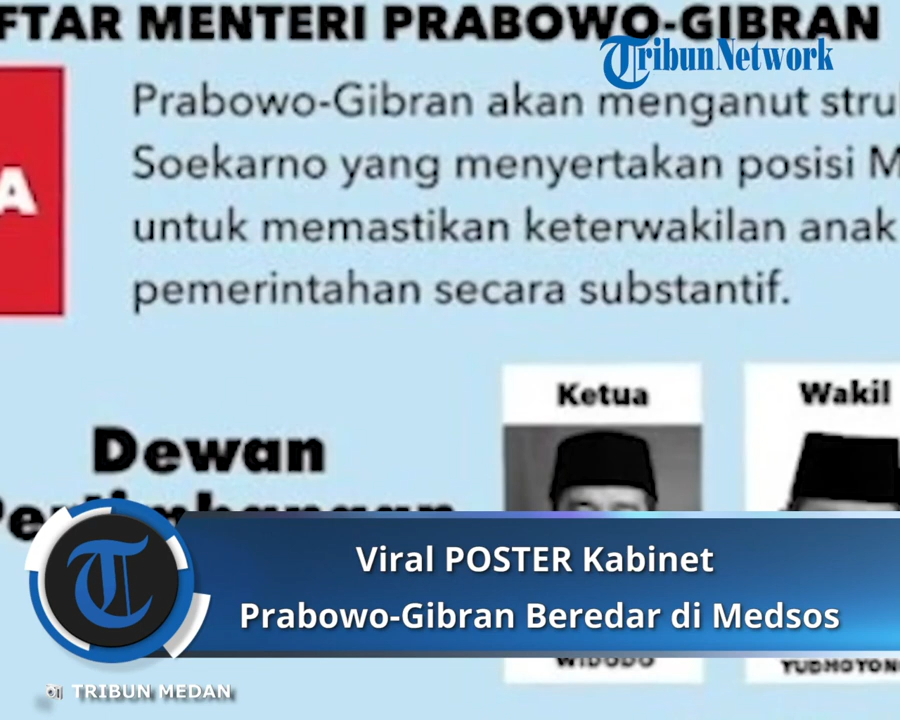 FTAR MENTERI PRABOWO-GIBRAN
TribunNetwork
A
Prabowo-Gibran akan menganut stru
Soekarno yang menyertakan posisi M
untuk memastikan keterwakilan anak
pemerintahan secara substantif.
Ketua
Wakil
Dewan
Viral POSTER Kabinet
Prabowo-Gibran Beredar di Medsos
WIDODO
YUDHOYON
TRIBUN MEDAN